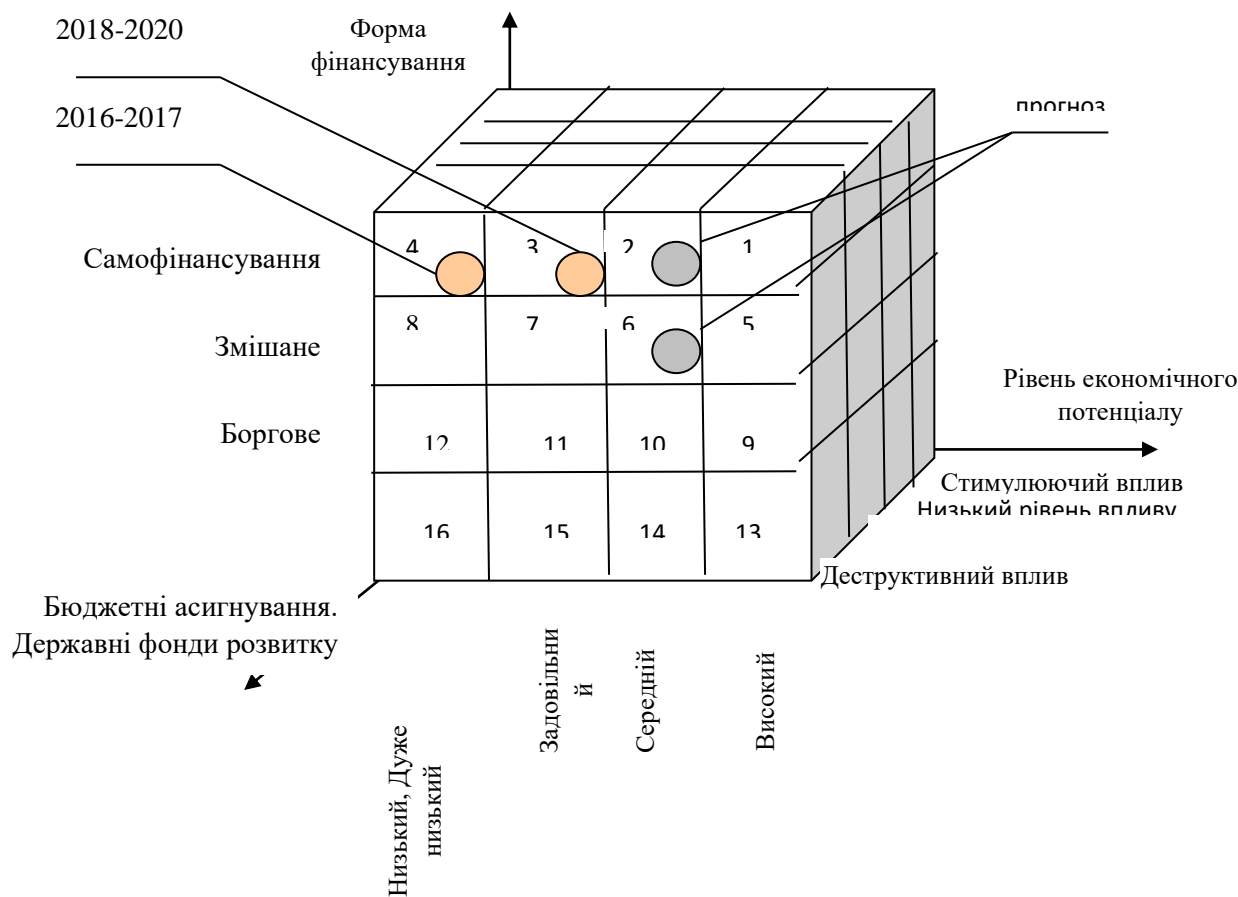 2018-2020
Форма
фінансування
2016-2017
прогноз
4
3
2
1
Самофінансування
8
7
6
5
Змішане
Рівень економічного
потенціалу
Боргове
12
11
10
9
Стимулюючий вплив
Низький рівень впливу
16
15
14
13
Деструктивний вплив
Бюджетні асигнування.
Державні фонди розвитку
Задовільни
й
Середній
Високий
Низький, Дуже
низький